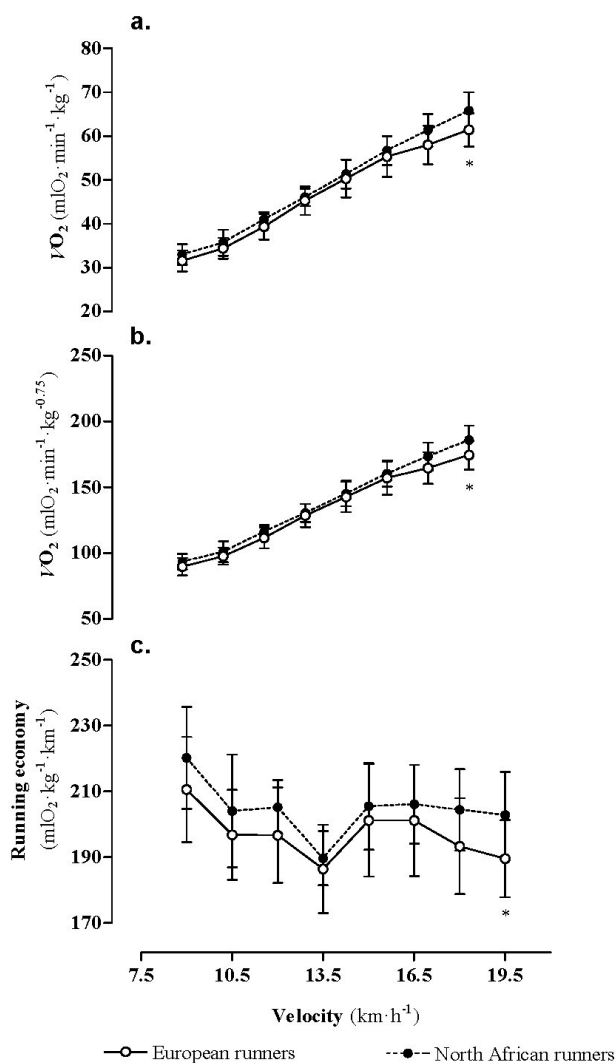 a.
80
70
60
50
40
30
20
VO₂ (mlO₂·min⁻¹·kg⁻¹)
*
b.
250
200
150
100
50
VO₂ (mlO₂·min⁻¹·kg⁻⁰·⁷⁵)
*
c.
250
230
210
190
170
Running economy
(mlO₂·kg⁻¹·km⁻¹)
*
7.5 10.5 13.5 16.5 19.5
Velocity (km·h⁻¹)
European runners North African runners